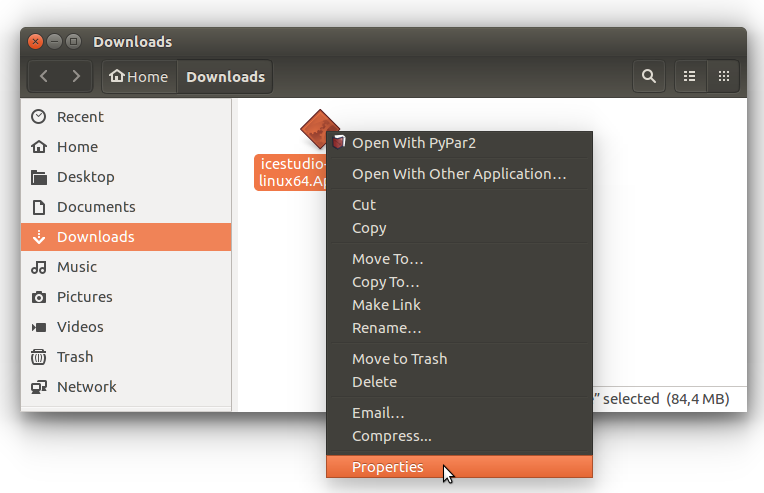 Downloads
Home
Downloads
Recent
Home
Desktop
Documents
Downloads
Music
Pictures
Videos
Trash
Network
icestudio-
linux64.Ap
Open With PyPar2
Open With Other Application…
Cut
Copy
Move To…
Copy To…
Make Link
Rename…
Move to Trash
Delete
Email…
Compress...
Properties
” selected (84,4 MB)